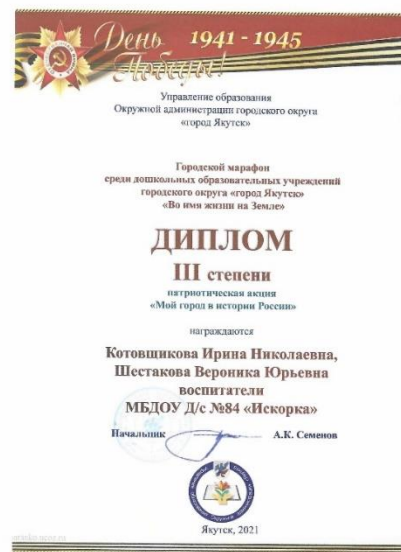 День 1941 - 1945
Победы!
Управление образования
Окружной администрации городского округа
«город Якутск»
Городской марафон
среди дошкольных образовательных учреждений
городского округа «город Якутск»
«Во имя жизни на Земле»
ДИПЛОМ
III степени
патриотическая акция
«Мой город в истории России»
награждаются
Котовщикова Ирина Николаевна,
Шестакова Вероника Юрьевна
воспитатели
МБДОУ Д/с №84 «Искорка»
Начальник А.К. Семенов
Якутск, 2021